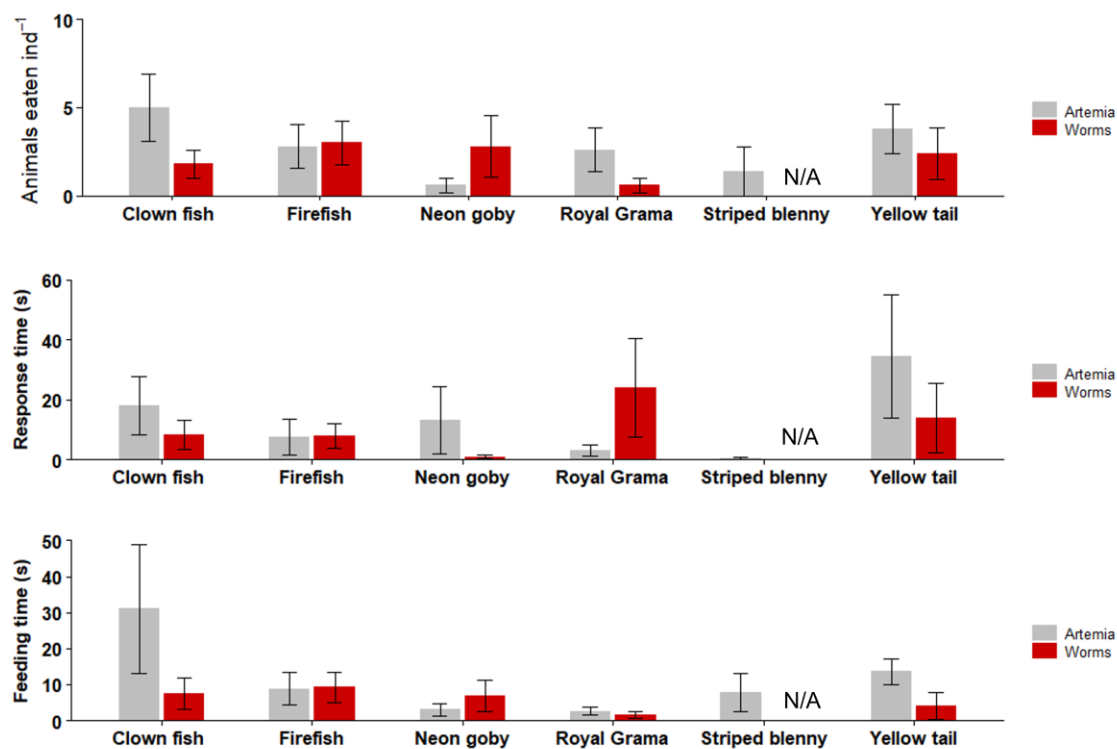 Animals eaten ind⁻¹
10
5
0
N/A
Clown fish Firefish Neon goby Royal Grama Striped blenny Yellow tail
Artemia
Worms
Response time (s)
60
40
20
0
N/A
Clown fish Firefish Neon goby Royal Grama Striped blenny Yellow tail
Artemia
Worms
Feeding time (s)
50
40
30
20
10
0
N/A
Clown fish Firefish Neon goby Royal Grama Striped blenny Yellow tail
Artemia
Worms